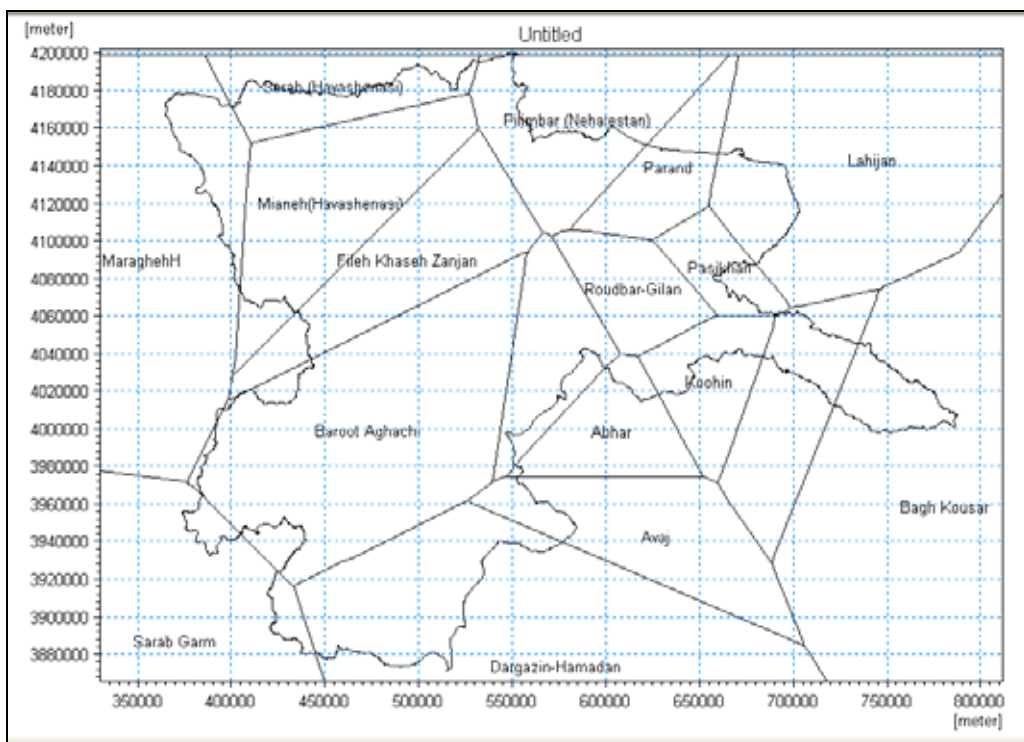 [meter]
Untitled
4200000
4180000
Sarab (Havashenasi)
4160000
Pilimbar (Nehalestan)
Lahijan
4140000
Parand
4120000
Mianeh(Havashenasi)
4100000
MaraghehH
Fileh Khaseh Zanjan
Pasikhan
4080000
Roudbar-Gilan
4060000
4040000
Koohin
4020000
4000000
Baroot Aghachi
Abhar
3980000
3960000
Bagh Kousar
3940000
Avaj
3920000
3900000
3880000
Sarab Garm
Dargazin-Hamadan
350000 400000 450000 500000 550000 600000 650000 700000 750000 800000
[meter]